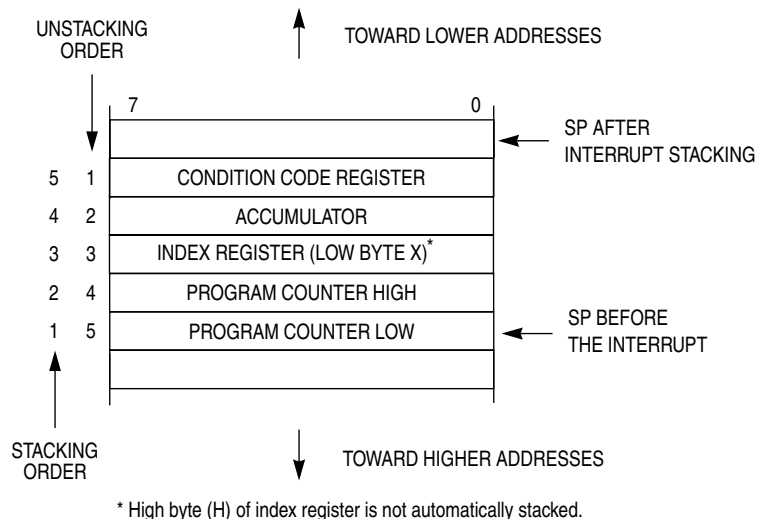 UNSTACKING
ORDER
TOWARD LOWER ADDRESSES
7 0
SP AFTER
INTERRUPT STACKING
5 1 CONDITION CODE REGISTER
4 2 ACCUMULATOR
3 3 INDEX REGISTER (LOW BYTE X)*
2 4 PROGRAM COUNTER HIGH
1 5 PROGRAM COUNTER LOW
SP BEFORE
THE INTERRUPT
STACKING
ORDER
TOWARD HIGHER ADDRESSES
* High byte (H) of index register is not automatically stacked.